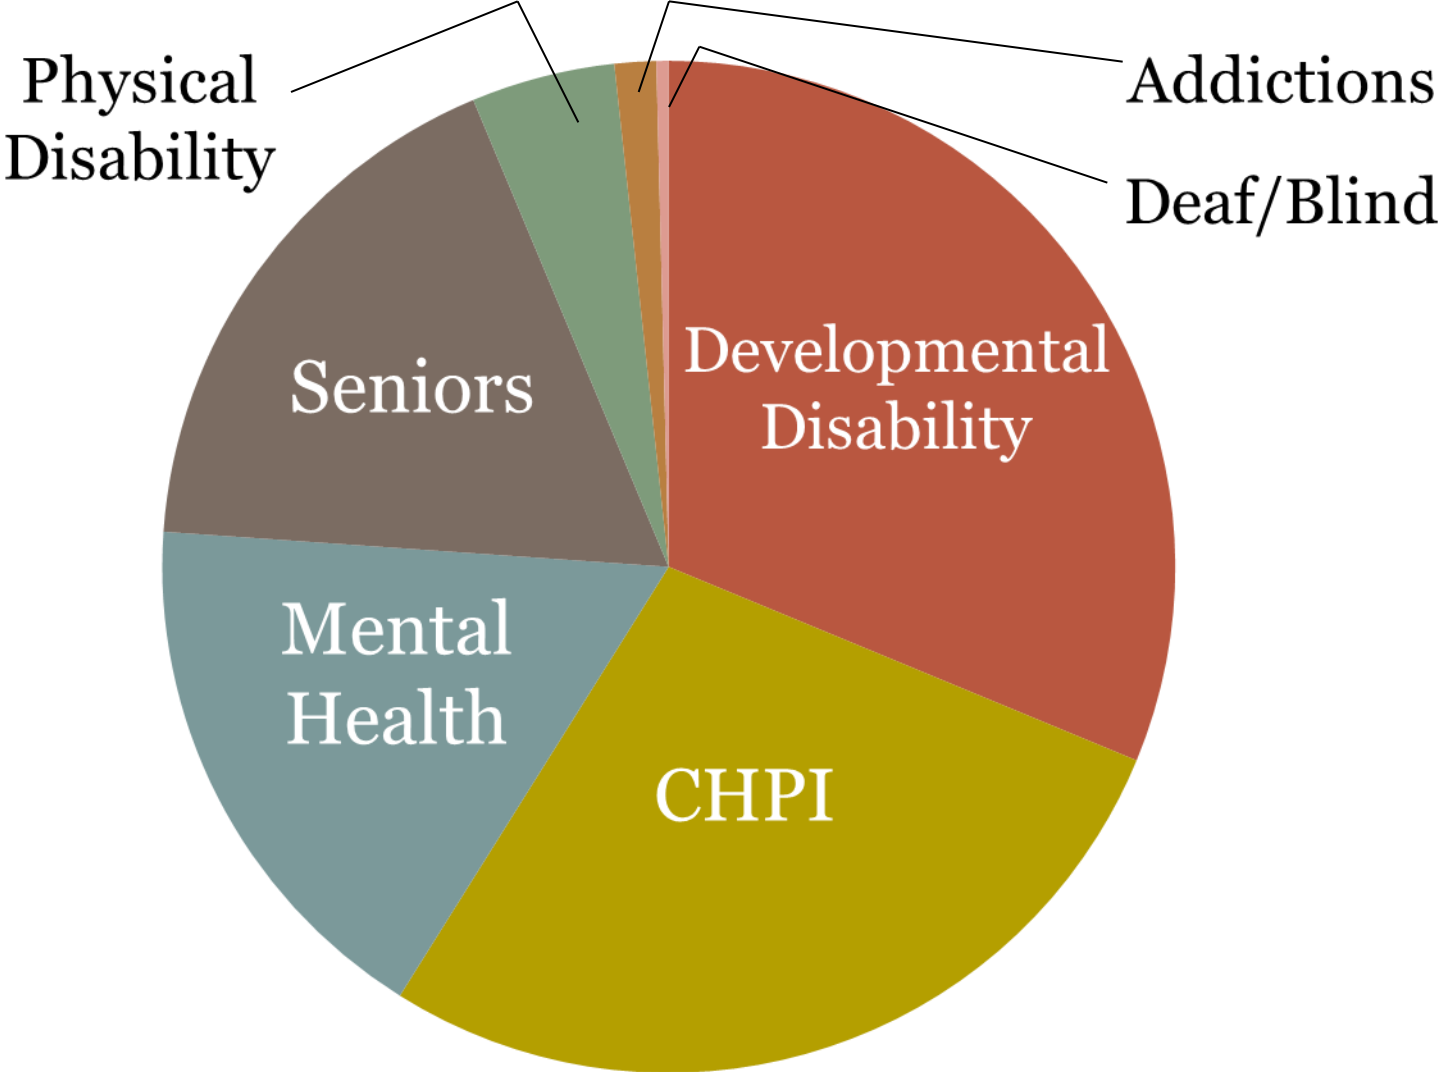 Physical
Disability
Addictions
Deaf/Blind
Developmental
Disability
Seniors
Mental
Health
CHPI